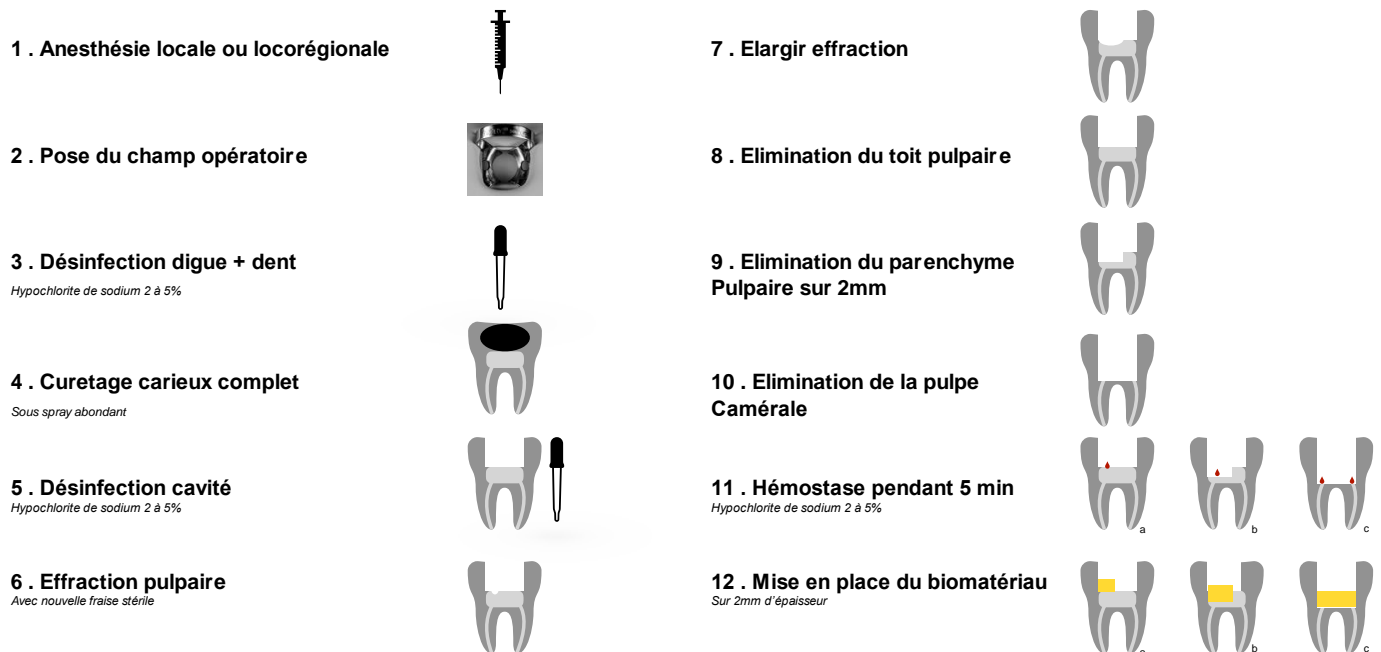 1 . Anesthésie locale ou locorégionale
2 . Pose du champ opératoire
3 . Désinfection digue + dent
Hypochlorite de sodium 2 à 5%
4 . Curetage carieux complet
Sous spray abondant
5 . Désinfection cavité
Hypochlorite de sodium 2 à 5%
6 . Effraction pulpaire
Avec nouvelle fraise stérile
7 . Elargir effraction
8 . Elimination du toit pulpaire
9 . Elimination du parenchyme
Pulpaire sur 2mm
10 . Elimination de la pulpe
Camérale
11 . Hémostase pendant 5 min
Hypochlorite de sodium 2 à 5%
a
b
c
12 . Mise en place du biomatériau
Sur 2mm d'épaisseur
a
b
c